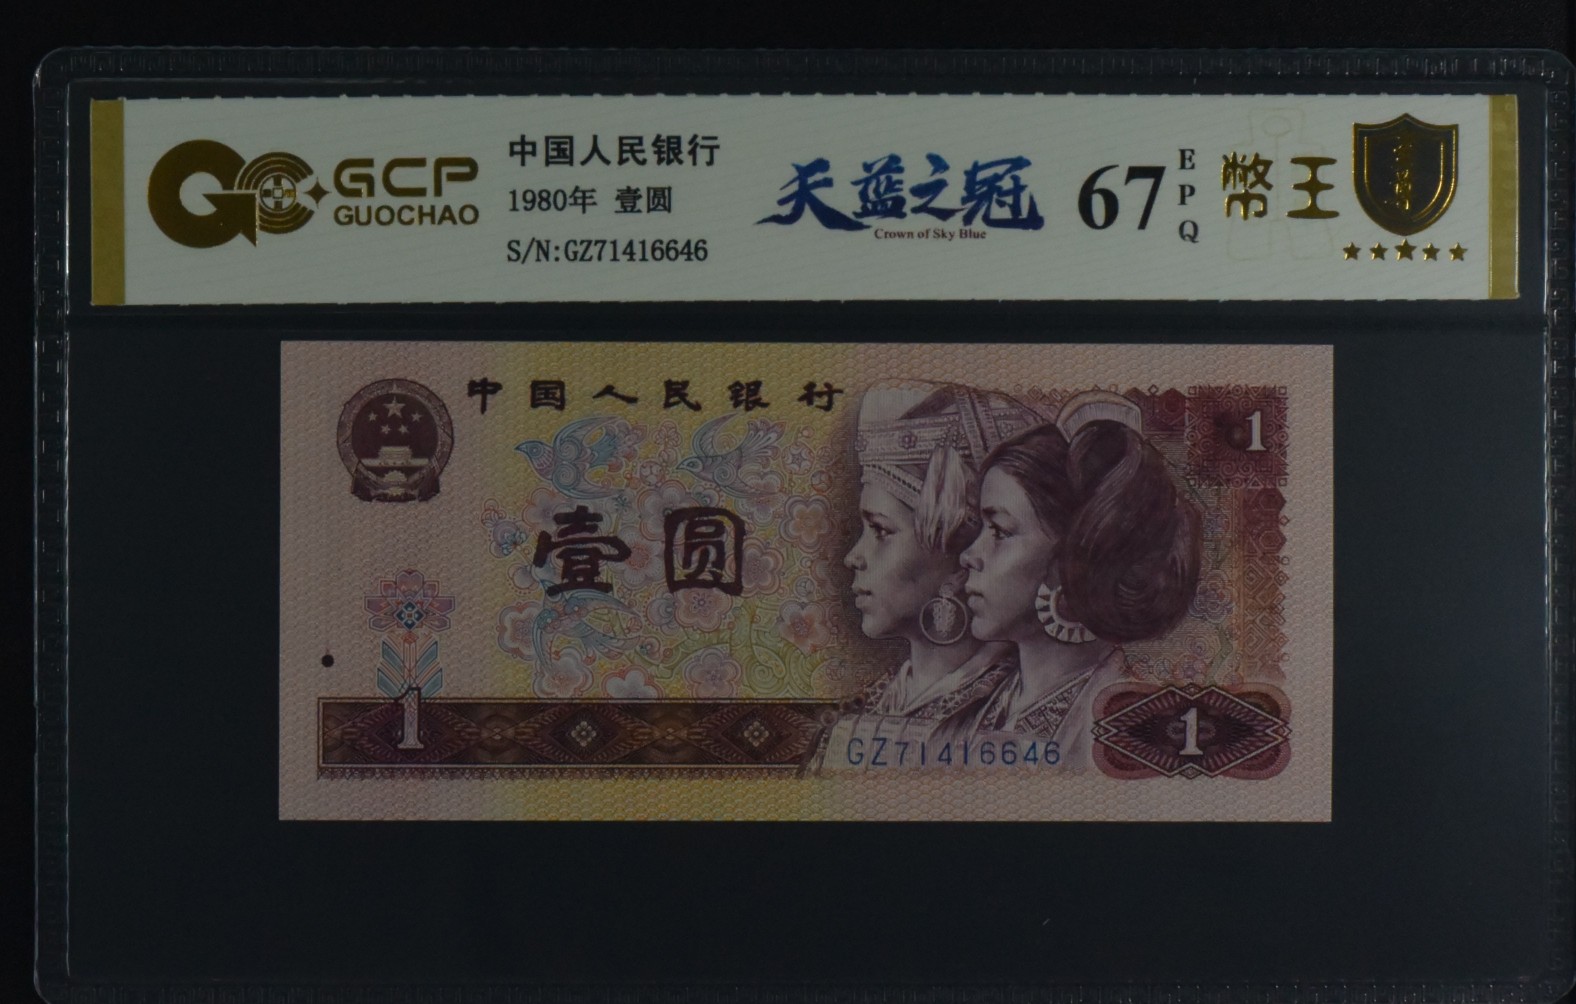 GCP
GUOCHAO
中国人民银行
1980年 壹圆
S/N:GZ71416646
天蓝之冠
Crown of Sky Blue
67
EPQ
幣王
中国人民银行
1
壹圆
1
GZ71416646
1